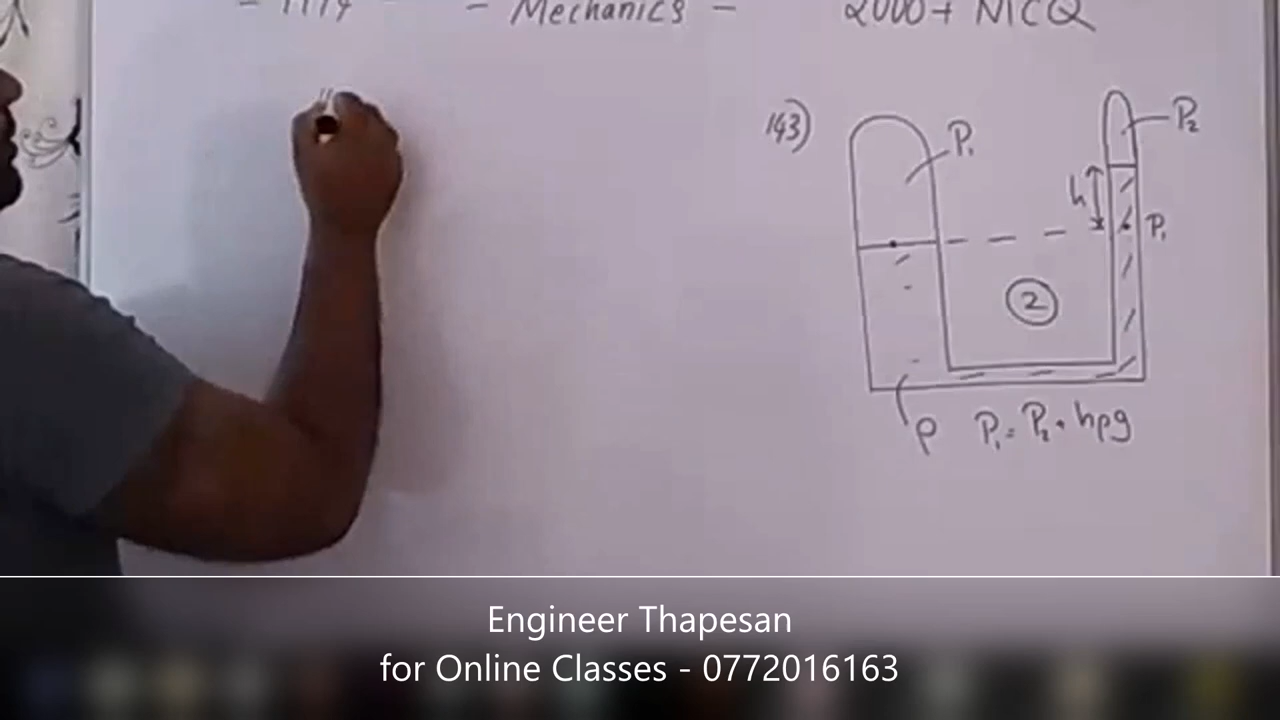 - Mechanics - 2000+ MCQ
143)
P₁
P₂
h
P₁
2
ρ P₁ = P₂ + hρg
Engineer Thapesan
for Online Classes - 0772016163